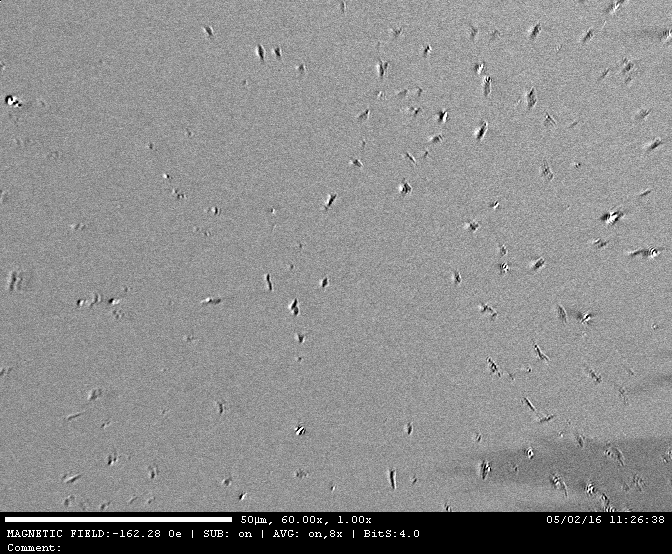 50µm, 60.00x, 1.00x 05/02/16 11:26:38
MAGNETIC FIELD:-162.28 Oe | SUB: on | AVG: on,8x | BitS:4.0
Comment: